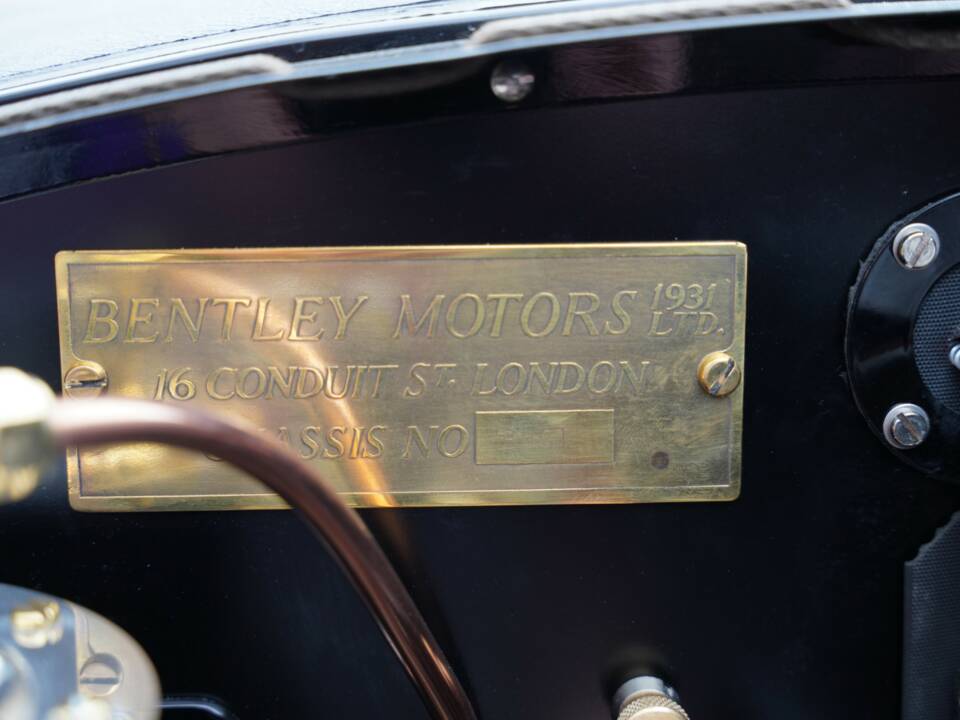 BENTLEY MOTORS 1931 LTD.
16 CONDUIT ST. LONDON
CHASSIS NO